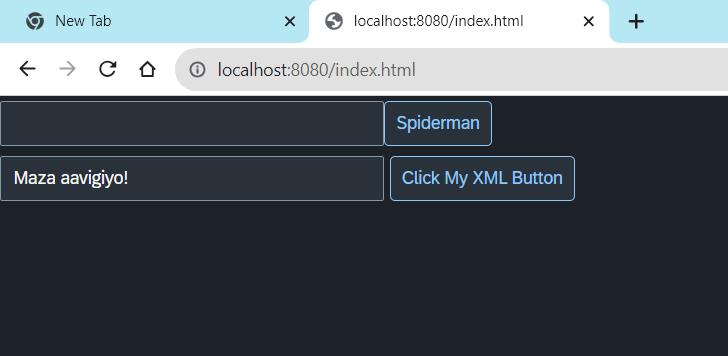 New Tab
localhost:8080/index.html
localhost:8080/index.html
Spiderman
Maza aavigiyo!
Click My XML Button